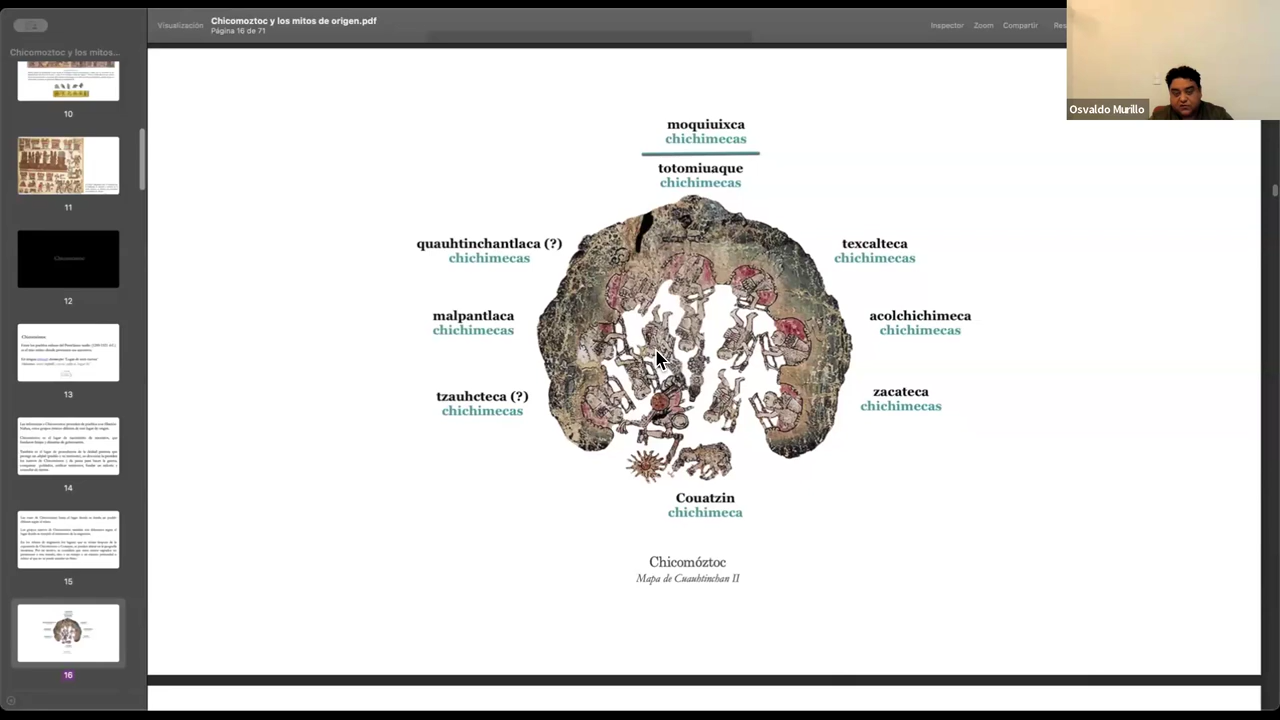 Visualización
Chicomoztoc y los mitos de origen.pdf
Página 16 de 71
Inspector
Zoom
Compartir
Chicomoztoc y los mitos...
10
11
12
13
14
15
16
Osvaldo Murillo
moquiuixca
chichimecas
totomiuaque
chichimecas
quauhtinchantlaca (?)
chichimecas
texcalteca
chichimecas
malpantlaca
chichimecas
acolchichimeca
chichimecas
tzauhcteca (?)
chichimecas
zacateca
chichimecas
Couatzin
chichimeca
Chicomóztoc
Mapa de Cuauhtinchan II